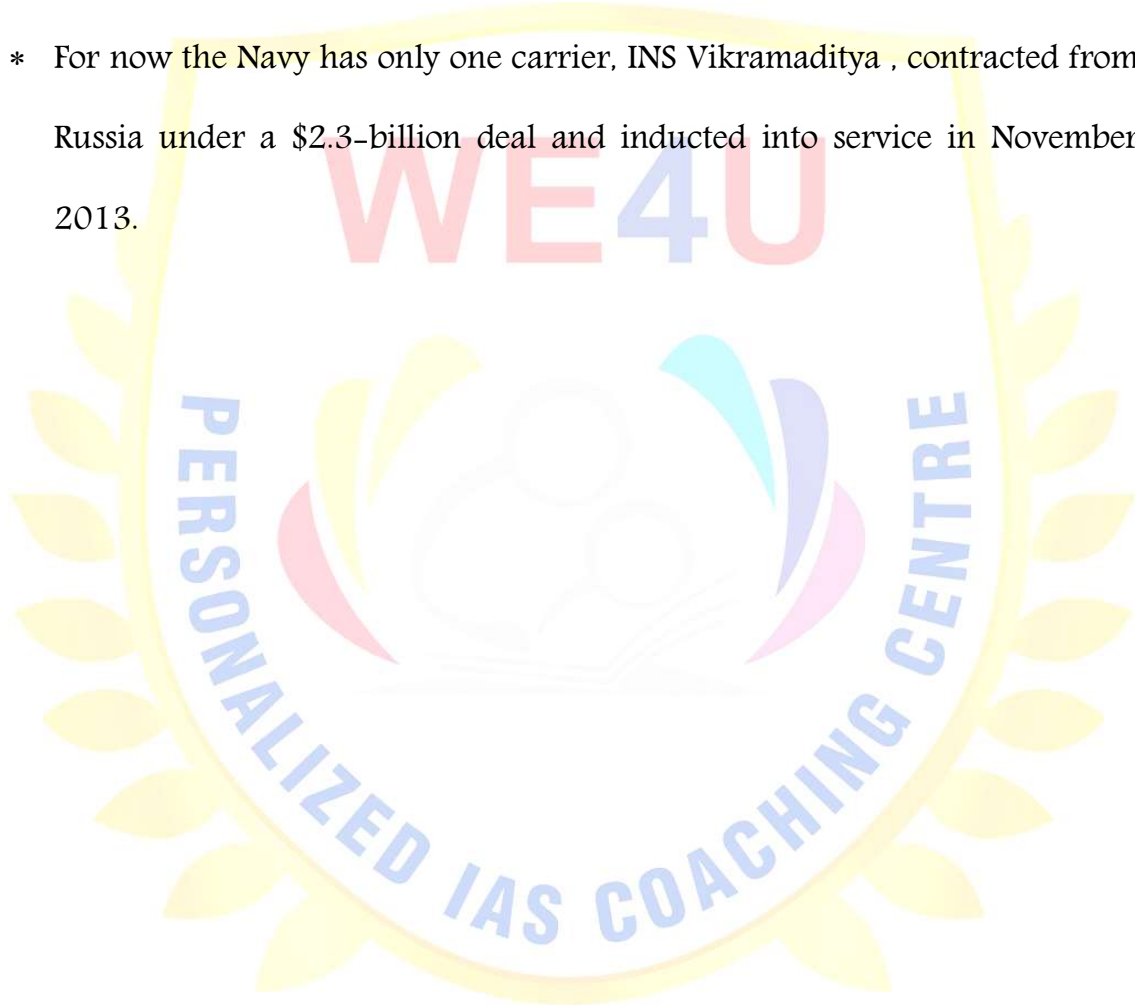 * For now the Navy has only one carrier, INS Vikramaditya , contracted from
Russia under a $2.3-billion deal and inducted into service in November
2013.
WE4U
PERSONALIZED IAS COACHING CENTRE